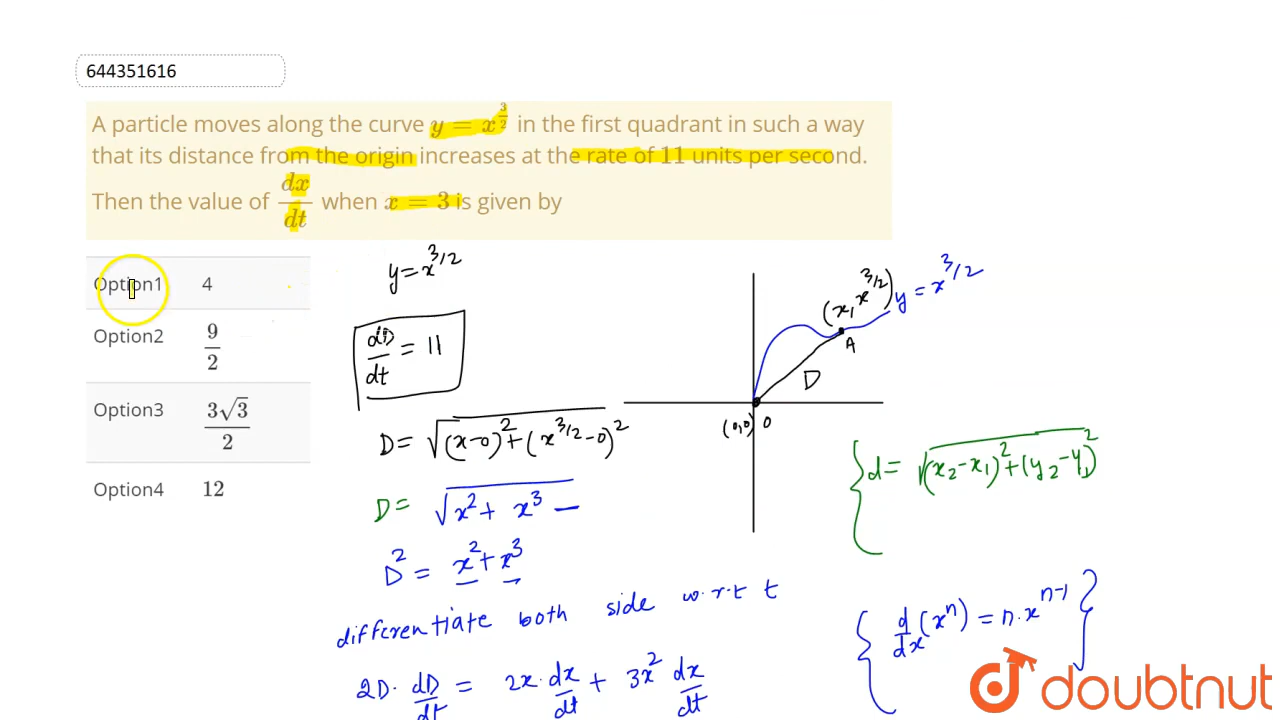 644351616
A particle moves along the curve y = x^{3/2} in the first quadrant in such a way
that its distance from the origin increases at the rate of 11 units per second.
Then the value of dx/dt when x = 3 is given by
Option1 4
Option2 9/2
Option3 3√3/2
Option4 12
y = x^{3/2}
dD/dt = 11
D = √(x-0)²+(x^{3/2}-0)²
D = √x² + x³ –
D² = x² + x³
differentiate both side w.r.t t
2D. dD/dt = 2x. dx/dt + 3x² dx/dt
(x, x^{3/2})
y = x^{3/2}
A
D
(0,0) O
{ d = √(x₂-x₁)²+(y₂-y₁)²
{ d/dx (xⁿ) = n.x^{n-1} }
doubtnut